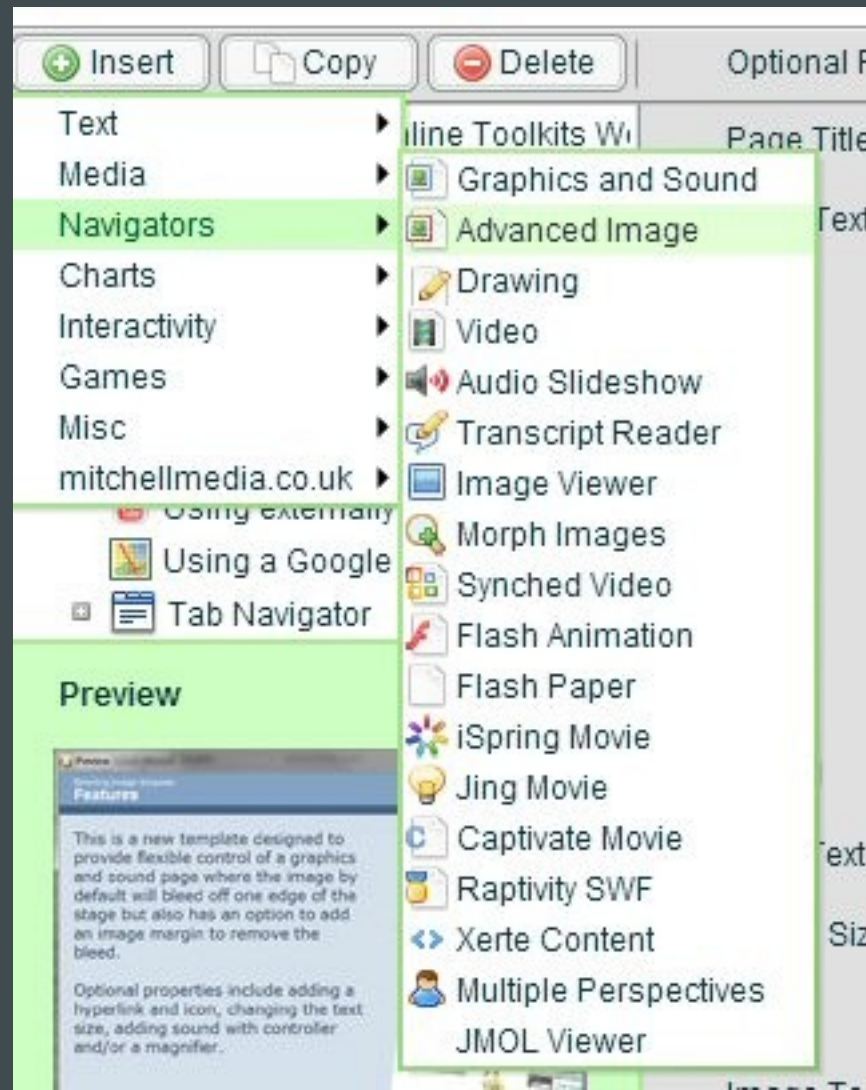 Insert
Copy
Delete
Optional
Text
Media
Navigators
Charts
Interactivity
Games
Misc
mitchellmedia.co.uk
line Toolkits
Page Title
Text
Graphics and Sound
Advanced Image
Drawing
Video
Audio Slideshow
Transcript Reader
Image Viewer
Morph Images
Synched Video
Flash Animation
Flash Paper
iSpring Movie
Jing Movie
Captivate Movie
Raptivity SWF
Xerte Content
Multiple Perspectives
JMOL Viewer
Using externally
Using a Google
Tab Navigator
Preview
Preview
Features
This is a new template designed to
provide flexible control of a graphics
and sound page where the image by
default will bleed off one edge of the
stage but also has an option to add
an image margin to remove the
bleed.
Optional properties include adding a
hyperlink and icon, changing the text
size, adding sound with controller
and/or a magnifier.